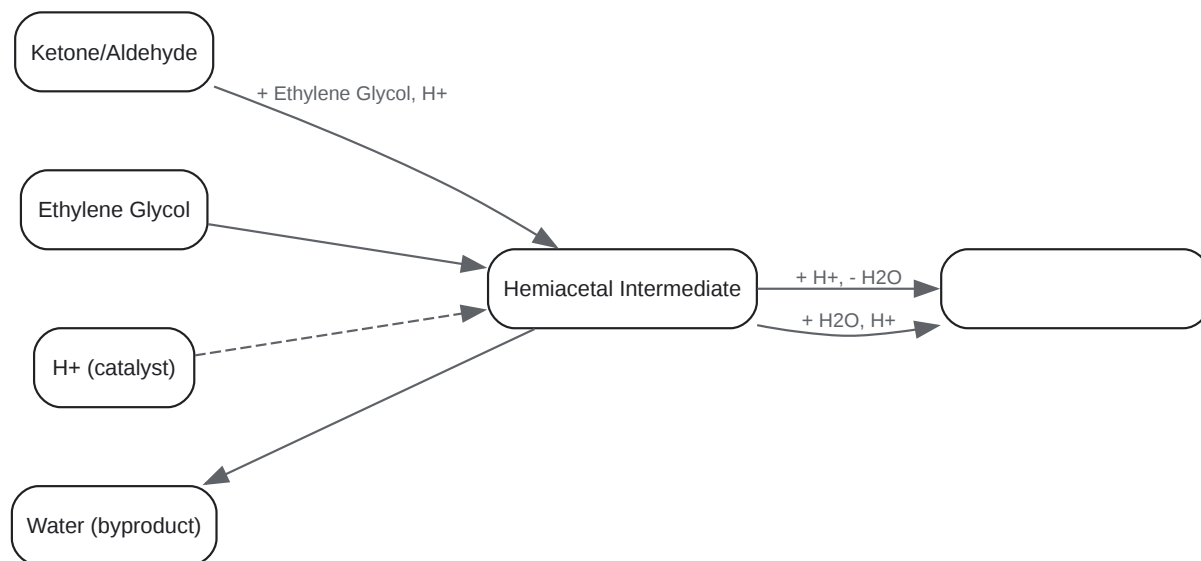 Ketone/Aldehyde
+ Ethylene Glycol, H+
Ethylene Glycol
Hemiacetal Intermediate
+ H+, - H2O
+ H2O, H+
H+ (catalyst)
Water (byproduct)